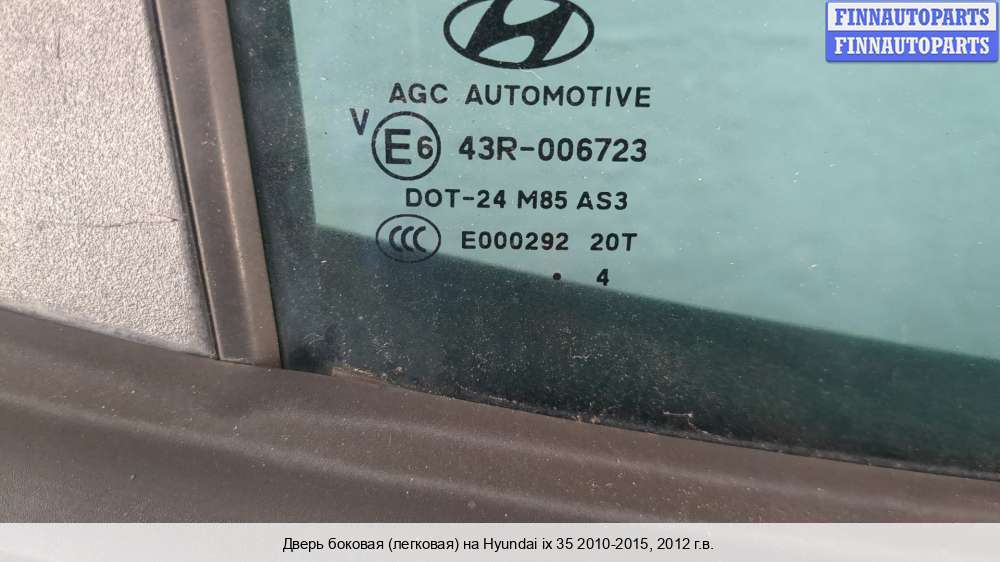 FINNAUTOPARTS
FINNAUTOPARTS
AGC AUTOMOTIVE
V E6 43R-006723
DOT-24 M85 AS3
CCC E000292 20T
. 4
Дверь боковая (легковая) на Hyundai ix 35 2010-2015, 2012 г.в.